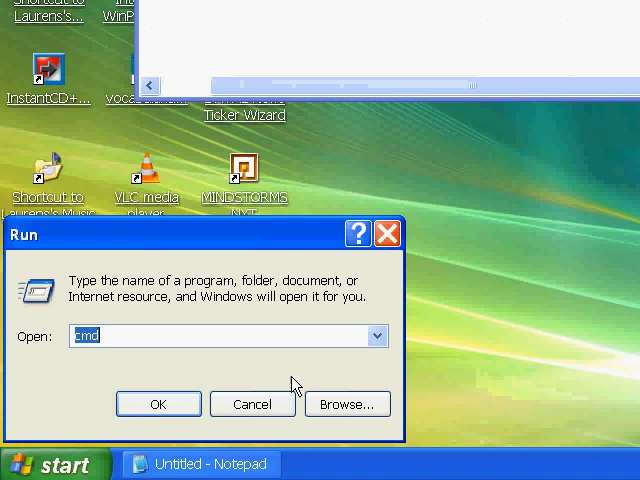 Shortcut to
Laurens's...
WinP
InstantCD+...
Ticker Wizard
Shortcut to
Laurens's Music
VLC media
player
MINDSTORMS
NXT
Run
Type the name of a program, folder, document, or
Internet resource, and Windows will open it for you.
Open:
cmd
OK
Cancel
Browse...
start
Untitled - Notepad